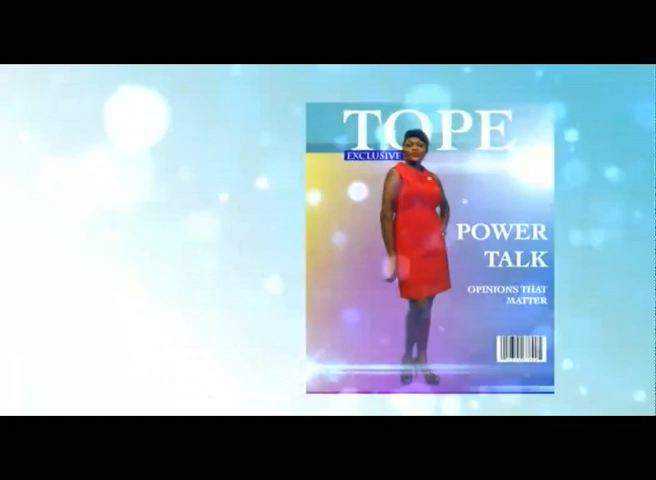 TOPE
EXCLUSIVE
POWER
TALK
OPINIONS THAT
MATTER